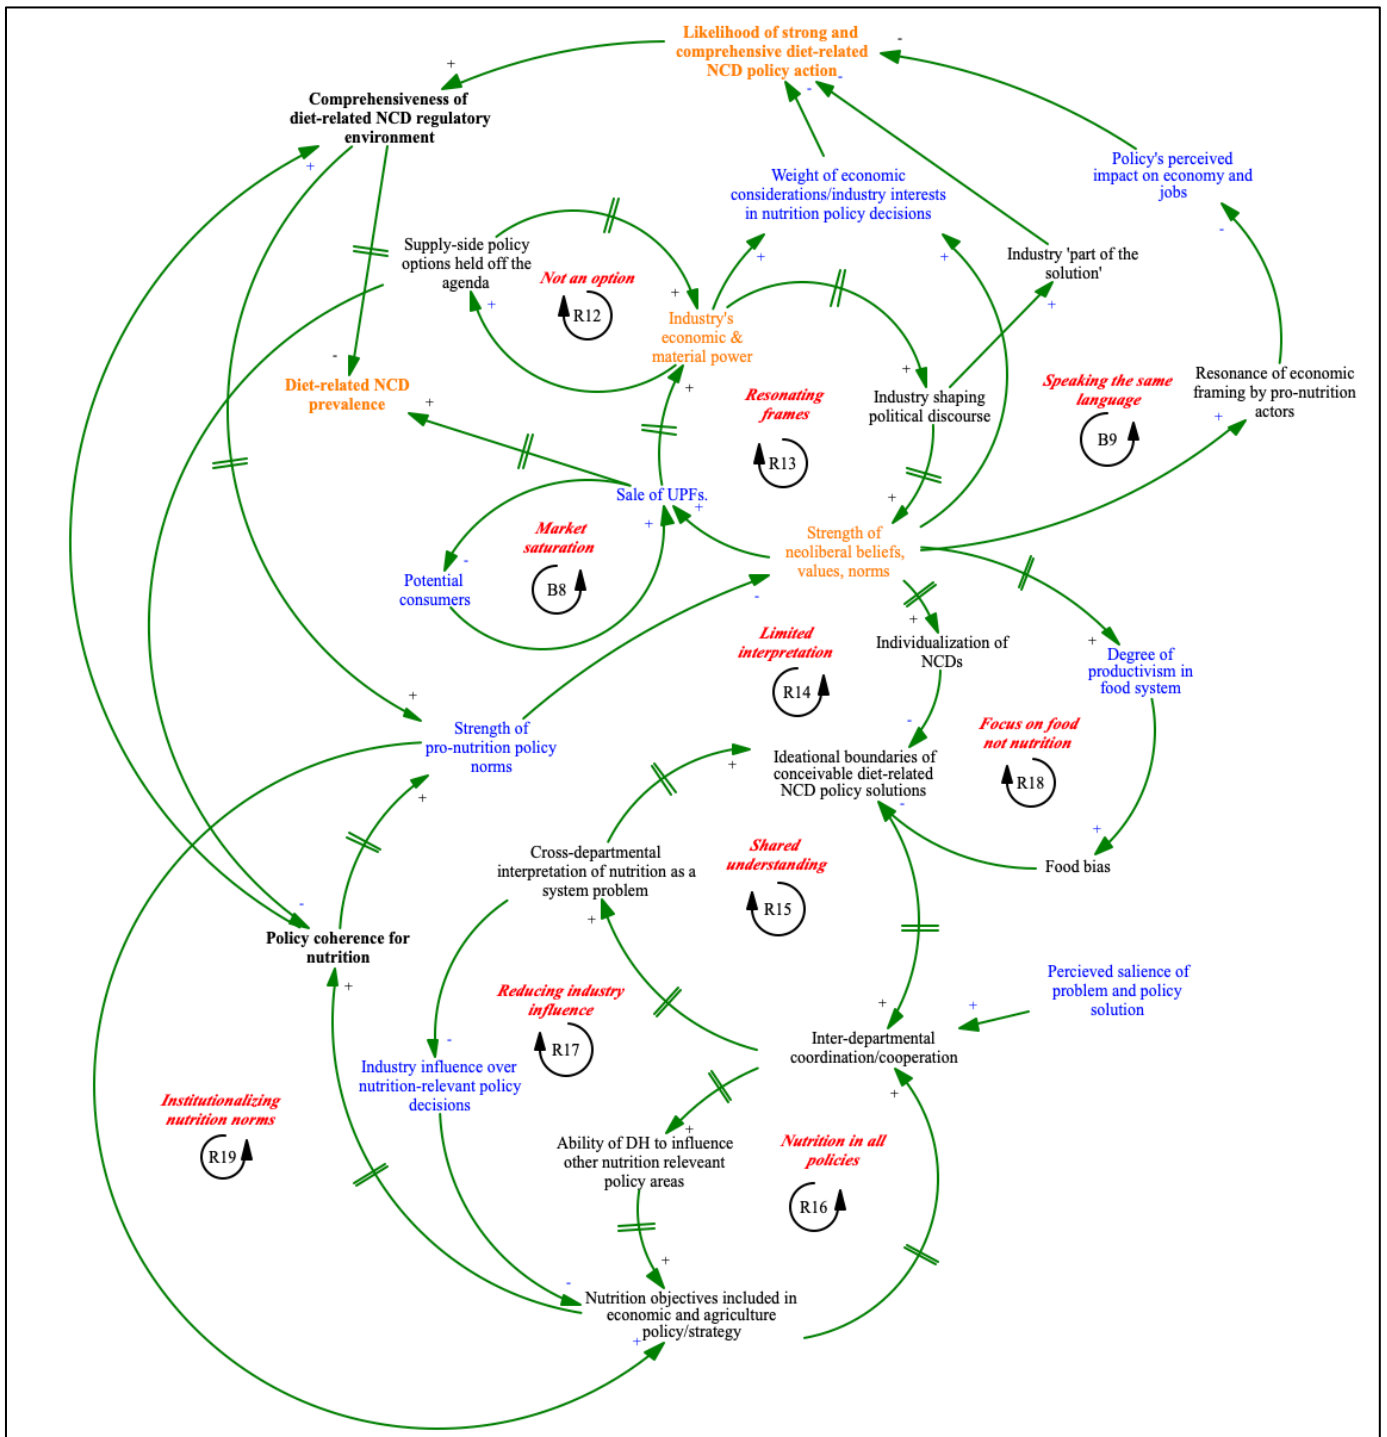 Likelihood of strong and
comprehensive diet-related
NCD policy action
-
-
-
+
Comprehensiveness of
diet-related NCD regulatory
environment
+
Policy's perceived
impact on economy and
jobs
-
Weight of economic
considerations/industry interests
in nutrition policy decisions
+
+
Industry 'part of the
solution'
+
Supply-side policy
options held off the
agenda
+
Not an option
R12
+
Industry's
economic &
material power
+
-
Diet-related NCD
prevalence
+
Resonating
frames
R13
+
Industry shaping
political discourse
+
Speaking the same
language
B9
Resonance of economic
framing by pro-nutrition
actors
+
Sale of UPFs.
+
+
Market
saturation
B8
-
Potential
consumers
Strength of
neoliberal beliefs,
values, norms
-
+
Individualization of
NCDs
-
Limited
interpretation
R14
+
Degree of
productivism in
food system
+
Focus on food
not nutrition
R18
+
Strength of
pro-nutrition policy
norms
+
+
Ideational boundaries of
conceivable diet-related
NCD policy solutions
-
Food bias
Cross-departmental
interpretation of nutrition as a
system problem
+
Shared
understanding
R15
-
Policy coherence for
nutrition
+
Reducing industry
influence
R17
Percieved salience of
problem and policy
solution
+
+
Inter-departmental
coordination/cooperation
+
-
Industry influence over
nutrition-relevant policy
decisions
Institutionalizing
nutrition norms
R19
+
Ability of DH to influence
other nutrition releveant
policy areas
+
Nutrition in all
policies
R16
-
Nutrition objectives included in
economic and agriculture
policy/strategy
+